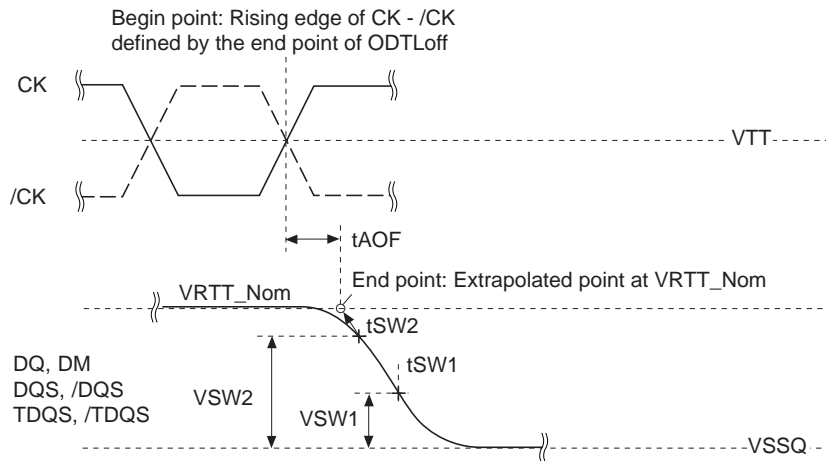 Begin point: Rising edge of CK - /CK
defined by the end point of ODTLoff
CK
VTT
/CK
tAOF
End point: Extrapolated point at VRTT_Nom
VRTT_Nom
tSW2
tSW1
DQ, DM
DQS, /DQS
TDQS, /TDQS
VSW2
VSW1
VSSQ